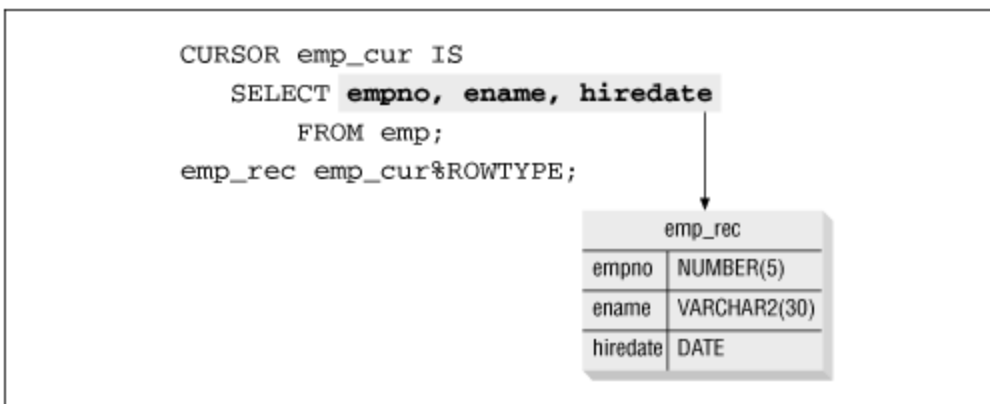 CURSOR emp_cur IS
SELECT empno, ename, hiredate
FROM emp;
emp_rec emp_cur%ROWTYPE;
emp_rec
empno NUMBER(5)
ename VARCHAR2(30)
hiredate DATE